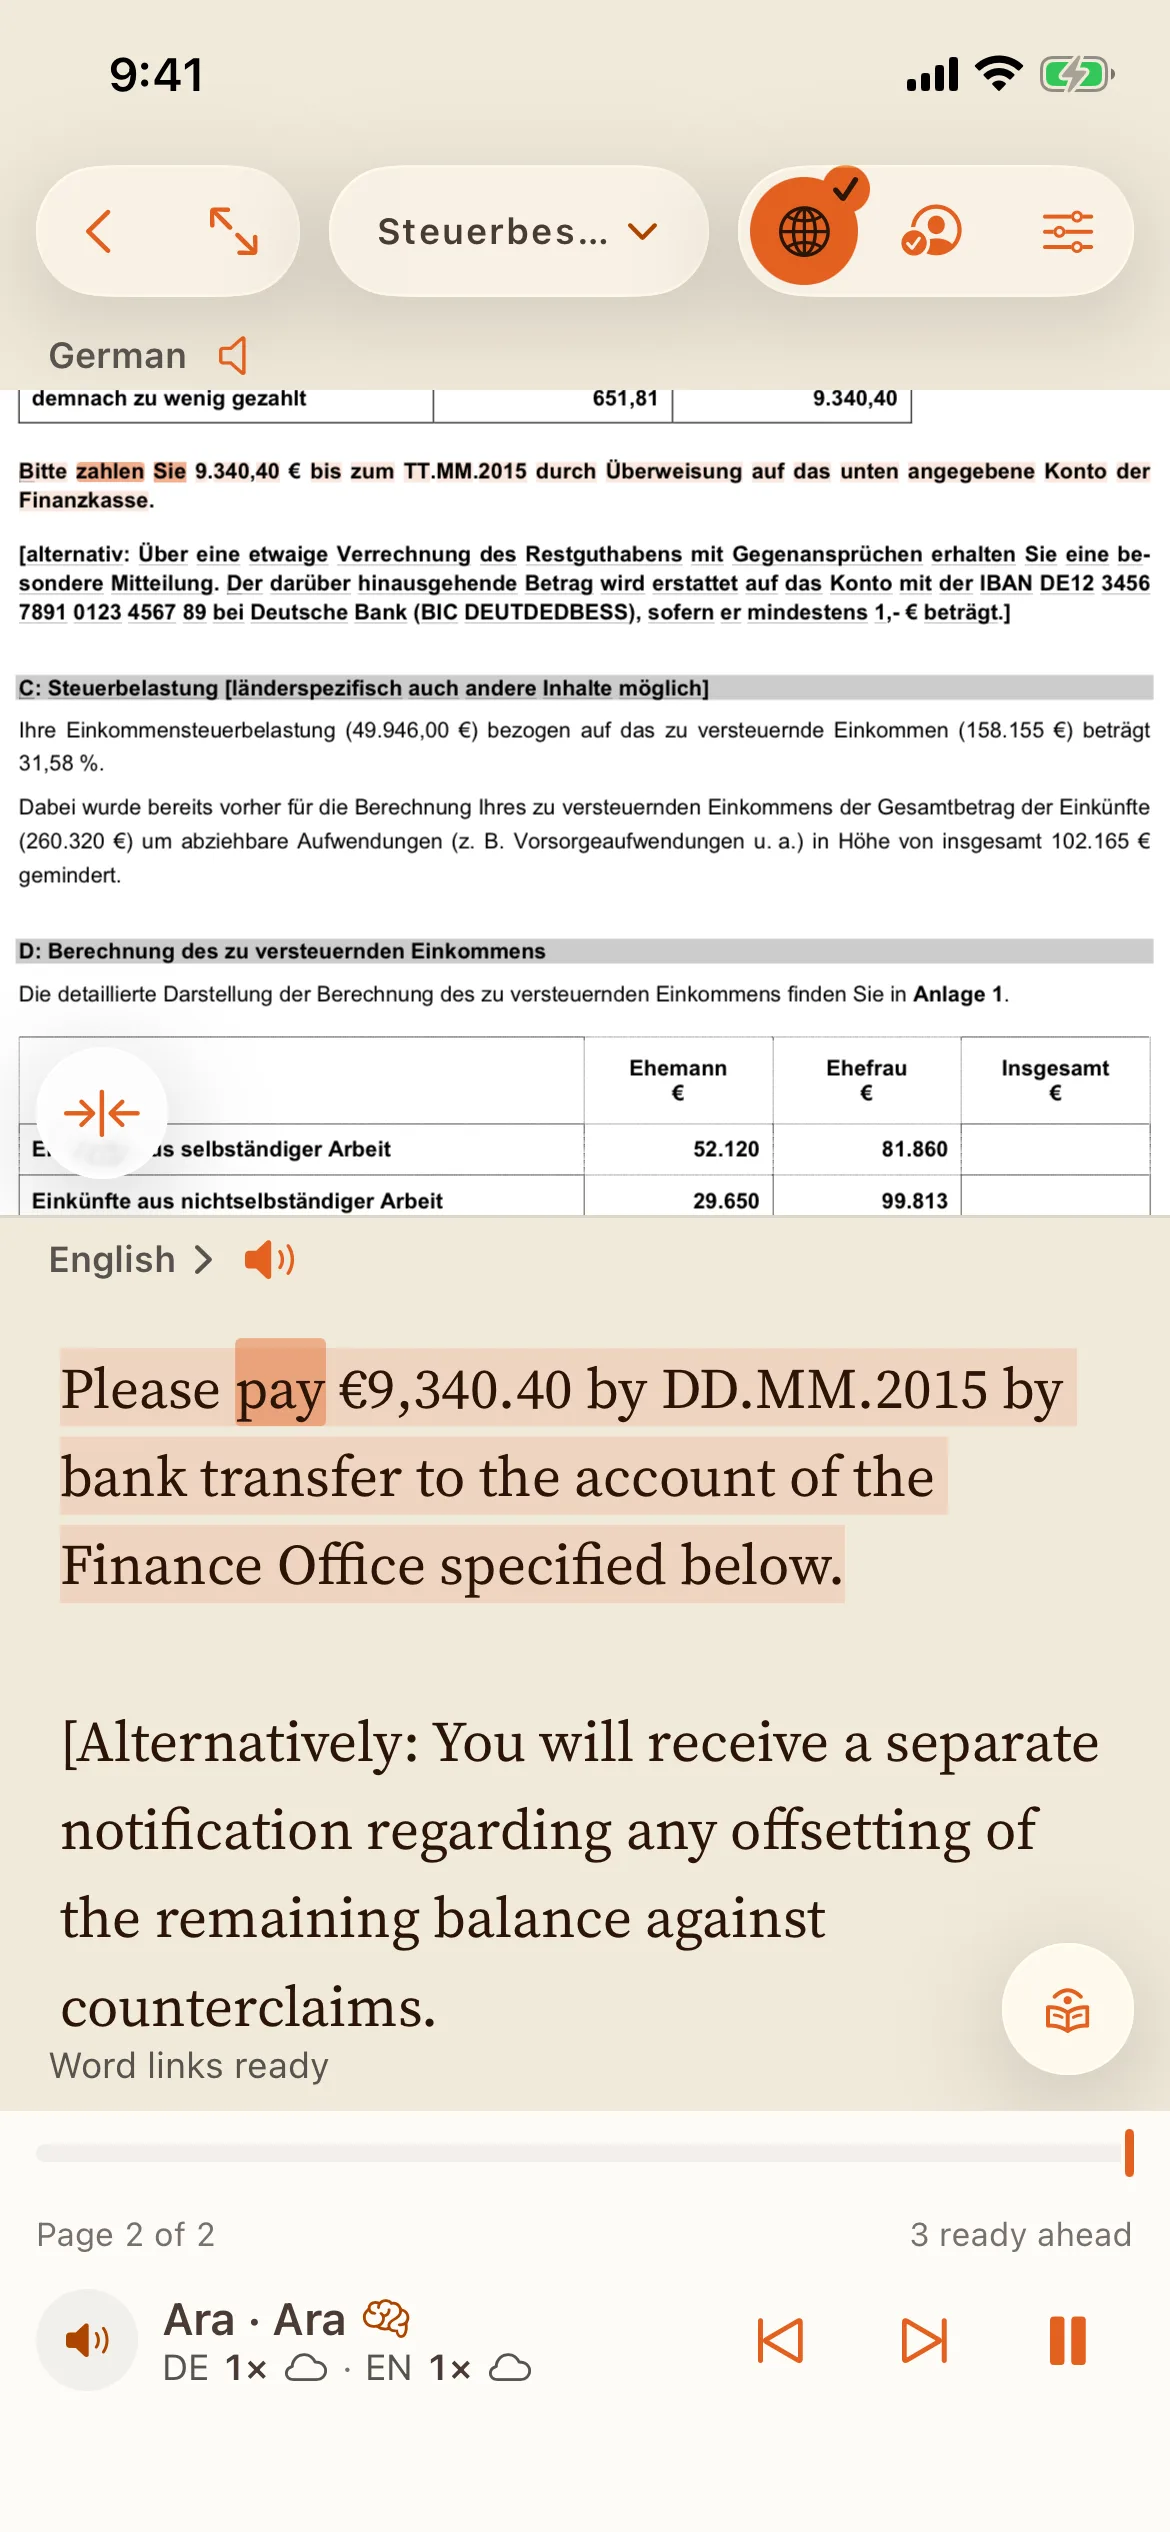 9:41
Steuerbes...
German
demnach zu wenig gezahlt 651,81 9.340,40
Bitte zahlen Sie 9.340,40 € bis zum TT.MM.2015 durch Überweisung auf das unten angegebene Konto der
Finanzkasse.
[alternativ: Über eine etwaige Verrechnung des Restguthabens mit Gegenansprüchen erhalten Sie eine be-
sondere Mitteilung. Der darüber hinausgehende Betrag wird erstattet auf das Konto mit der IBAN DE12 3456
7891 0123 4567 89 bei Deutsche Bank (BIC DEUTDEDBESS), sofern er mindestens 1,- € beträgt.]
C: Steuerbelastung [länderspezifisch auch andere Inhalte möglich]
Ihre Einkommensteuerbelastung (49.946,00 €) bezogen auf das zu versteuernde Einkommen (158.155 €) beträgt
31,58 %.
Dabei wurde bereits vorher für die Berechnung Ihres zu versteuernden Einkommens der Gesamtbetrag der Einkünfte
(260.320 €) um abziehbare Aufwendungen (z. B. Vorsorgeaufwendungen u. a.) in Höhe von insgesamt 102.165 €
gemindert.
D: Berechnung des zu versteuernden Einkommens
Die detaillierte Darstellung der Berechnung des zu versteuernden Einkommens finden Sie in Anlage 1.
Ehemann Ehefrau Insgesamt
€ € €
selbständiger Arbeit 52.120 81.860
Einkünfte aus nichtselbständiger Arbeit 29.650 99.813
English
Please pay €9,340.40 by DD.MM.2015 by
bank transfer to the account of the
Finance Office specified below.
[Alternatively: You will receive a separate
notification regarding any offsetting of
the remaining balance against
counterclaims.
Word links ready
Page 2 of 2 3 ready ahead
Ara · Ara
DE 1× · EN 1×